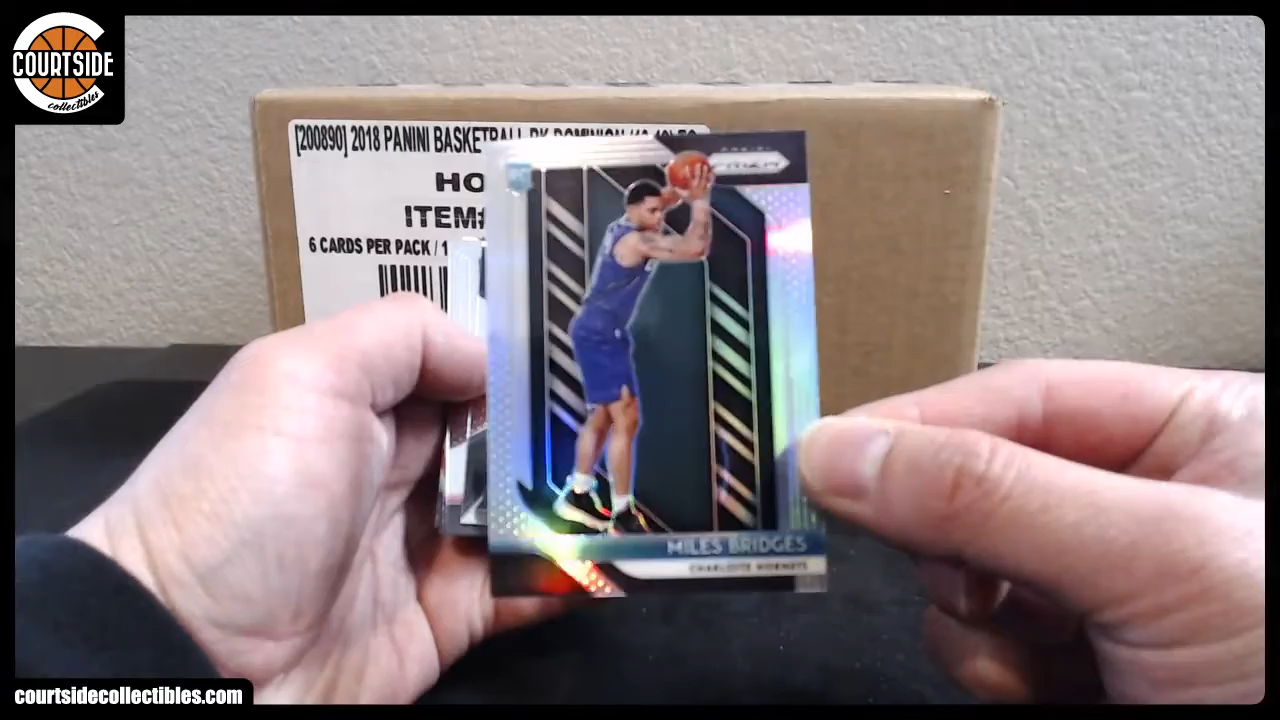 COURTSIDE
collectibles
[200890] 2018 PANINI BASKETBALL BK DOMINION
HO
ITEM#
6 CARDS PER PACK / 1
PANINI
PRIZM
MILES BRIDGES
CHARLOTTE HORNETS
courtsidecollectibles.com